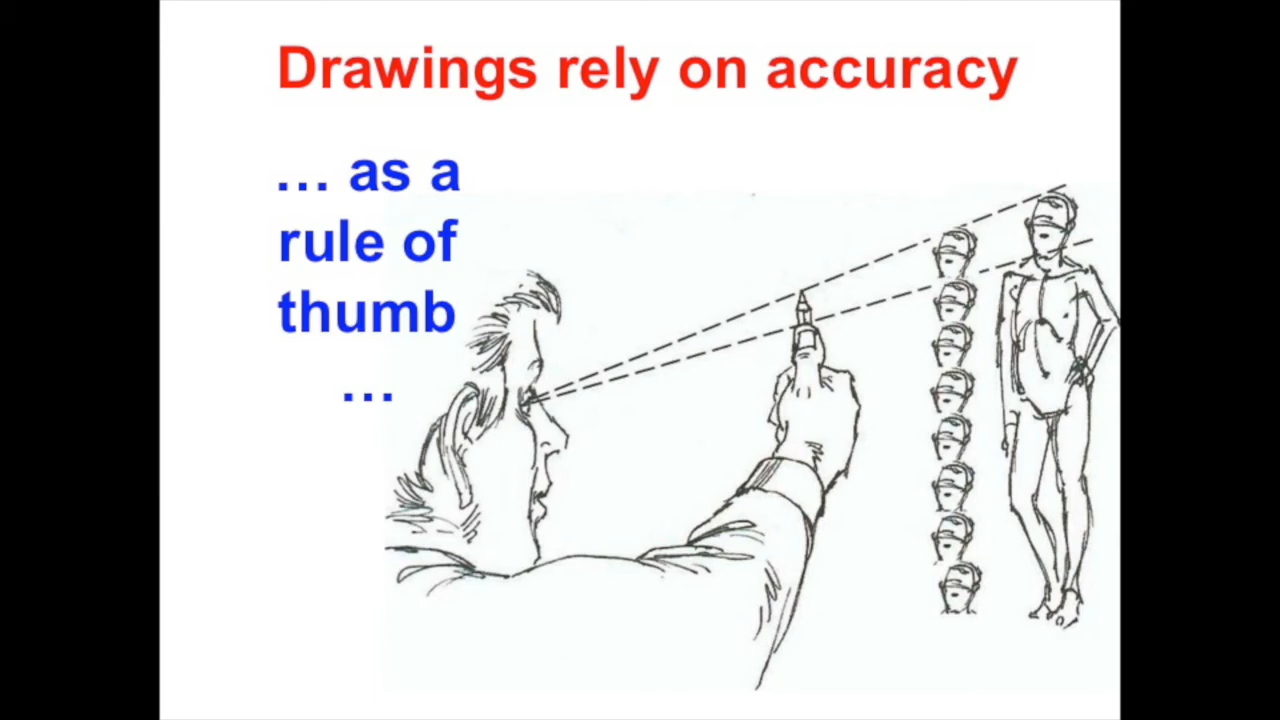 Drawings rely on accuracy
… as a
rule of
thumb
…